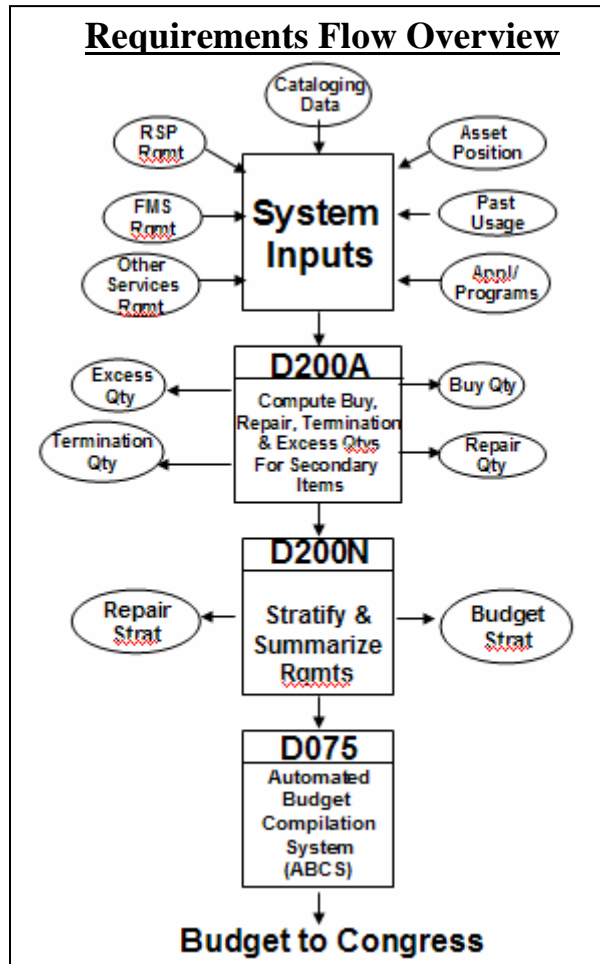 Requirements Flow Overview
Cataloging
Data
RSP
Rqmt
Asset
Position
FMS
Rqmt
System
Inputs
Past
Usage
Other
Services
Rqmt
Appl/
Programs
D200A
Excess
Qty
Compute Buy,
Repair, Termination
& Excess Qtys
For Secondary
Items
Buy Qty
Termination
Qty
Repair
Qty
D200N
Repair
Strat
Stratify &
Summarize
Rqmts
Budget
Strat
D075
Automated
Budget
Compilation
System
(ABCS)
Budget to Congress